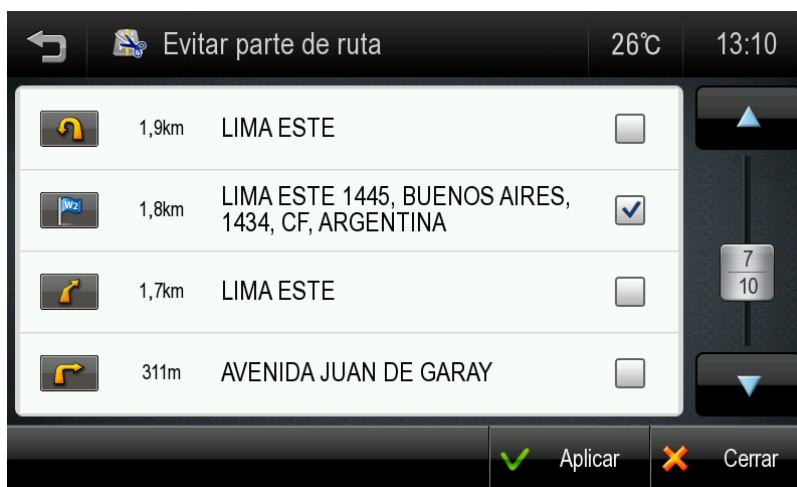 Evitar parte de ruta 26℃ 13:10
1,9km LIMA ESTE
W2 1,8km LIMA ESTE 1445, BUENOS AIRES,
1434, CF, ARGENTINA
1,7km LIMA ESTE
7
10
311m AVENIDA JUAN DE GARAY
Aplicar Cerrar